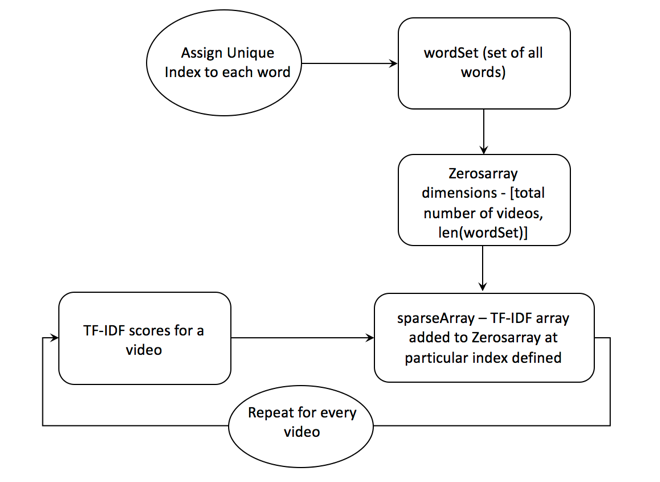 Assign Unique
Index to each word
wordSet (set of all
words)
Zerosarray
dimensions - [total
number of videos,
len(wordSet)]
TF-IDF scores for a
video
sparseArray – TF-IDF array
added to Zerosarray at
particular index defined
Repeat for every
video